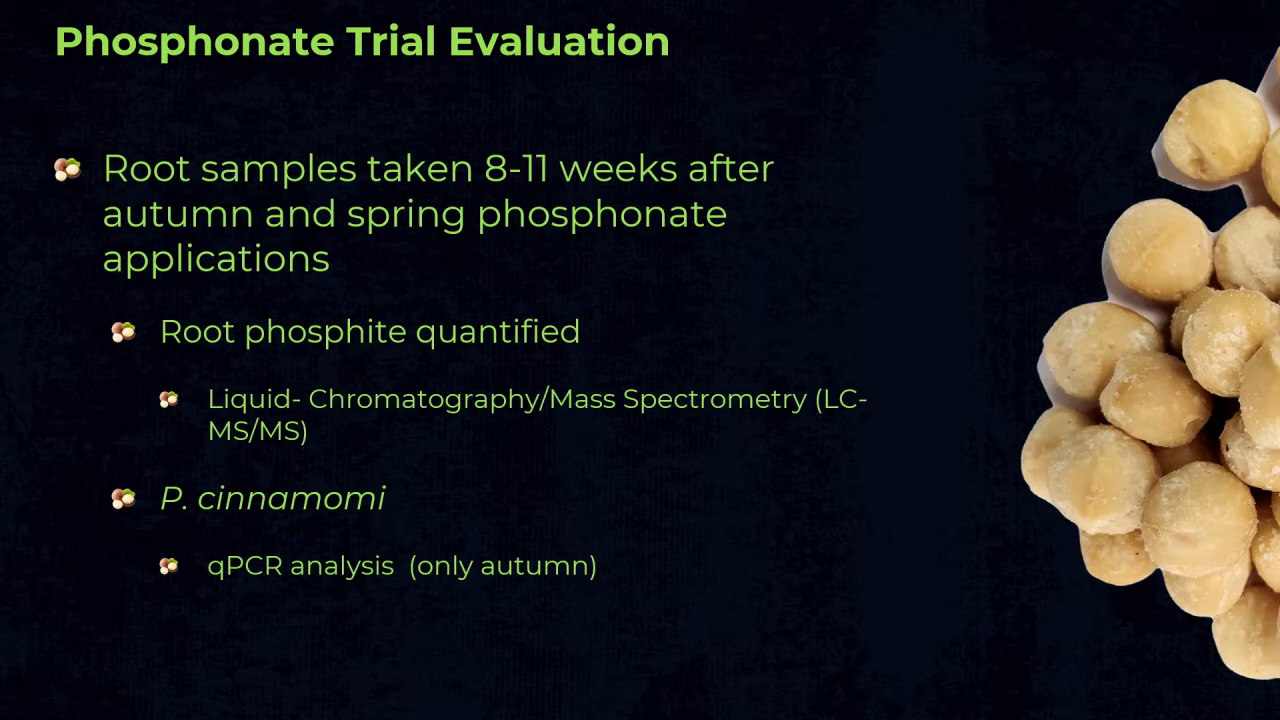 Phosphonate Trial Evaluation
Root samples taken 8-11 weeks after
autumn and spring phosphonate
applications
Root phosphite quantified
Liquid- Chromatography/Mass Spectrometry (LC-
MS/MS)
P. cinnamomi
qPCR analysis  (only autumn)